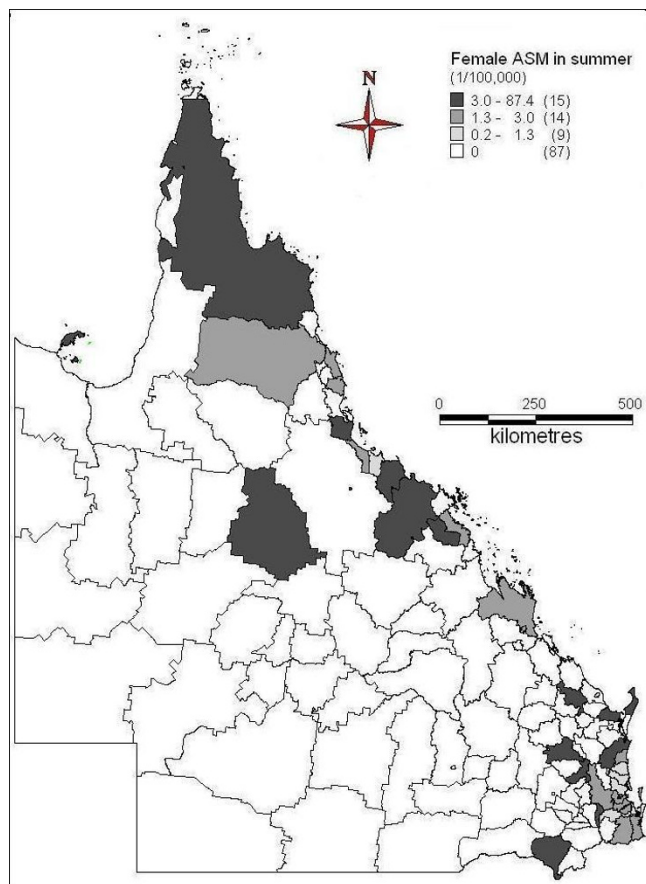 Female ASM in summer
(1/100,000)
3.0 - 87.4 (15)
1.3 - 3.0 (14)
0.2 - 1.3 (9)
0 (87)
N
0 250 500
kilometres